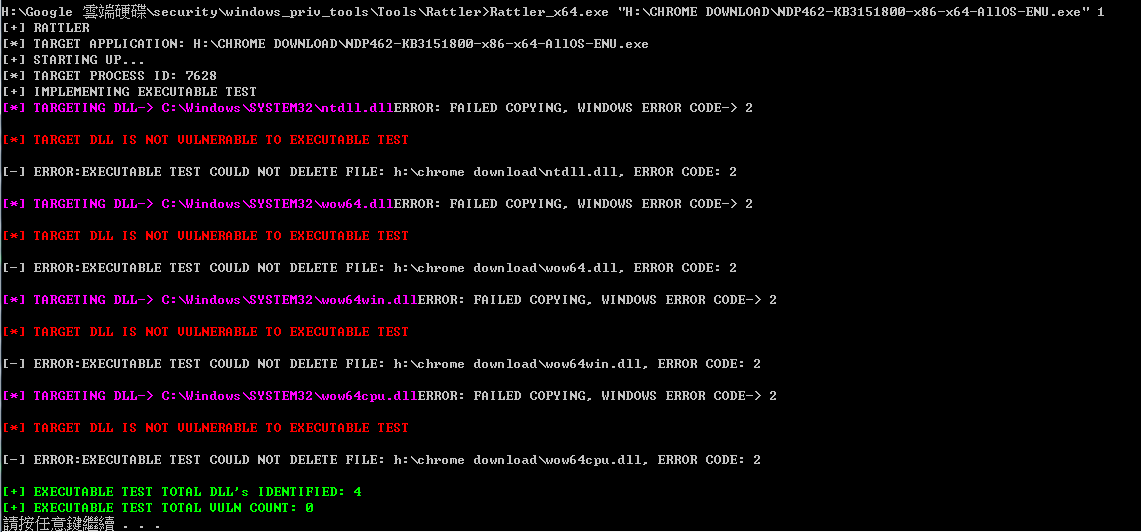 H:\Google 雲端硬碟\security\windows_priv_tools\Tools\Rattler>Rattler_x64.exe "H:\CHROME DOWNLOAD\NDP462-KB3151800-x86-x64-AllOS-ENU.exe" 1
[+] RATTLER
[*] TARGET APPLICATION: H:\CHROME DOWNLOAD\NDP462-KB3151800-x86-x64-AllOS-ENU.exe
[+] STARTING UP...
[*] TARGET PROCESS ID: 7628
[+] IMPLEMENTING EXECUTABLE TEST
[*] TARGETING DLL-> C:\Windows\SYSTEM32\ntdll.dllERROR: FAILED COPYING, WINDOWS ERROR CODE-> 2
[*] TARGET DLL IS NOT VULNERABLE TO EXECUTABLE TEST
[-] ERROR:EXECUTABLE TEST COULD NOT DELETE FILE: h:\chrome download\ntdll.dll, ERROR CODE: 2
[*] TARGETING DLL-> C:\Windows\SYSTEM32\wow64.dllERROR: FAILED COPYING, WINDOWS ERROR CODE-> 2
[*] TARGET DLL IS NOT VULNERABLE TO EXECUTABLE TEST
[-] ERROR:EXECUTABLE TEST COULD NOT DELETE FILE: h:\chrome download\wow64.dll, ERROR CODE: 2
[*] TARGETING DLL-> C:\Windows\SYSTEM32\wow64win.dllERROR: FAILED COPYING, WINDOWS ERROR CODE-> 2
[*] TARGET DLL IS NOT VULNERABLE TO EXECUTABLE TEST
[-] ERROR:EXECUTABLE TEST COULD NOT DELETE FILE: h:\chrome download\wow64win.dll, ERROR CODE: 2
[*] TARGETING DLL-> C:\Windows\SYSTEM32\wow64cpu.dllERROR: FAILED COPYING, WINDOWS ERROR CODE-> 2
[*] TARGET DLL IS NOT VULNERABLE TO EXECUTABLE TEST
[-] ERROR:EXECUTABLE TEST COULD NOT DELETE FILE: h:\chrome download\wow64cpu.dll, ERROR CODE: 2
[+] EXECUTABLE TEST TOTAL DLL's IDENTIFIED: 4
[+] EXECUTABLE TEST TOTAL VULN COUNT: 0
請按任意鍵繼續 . . .